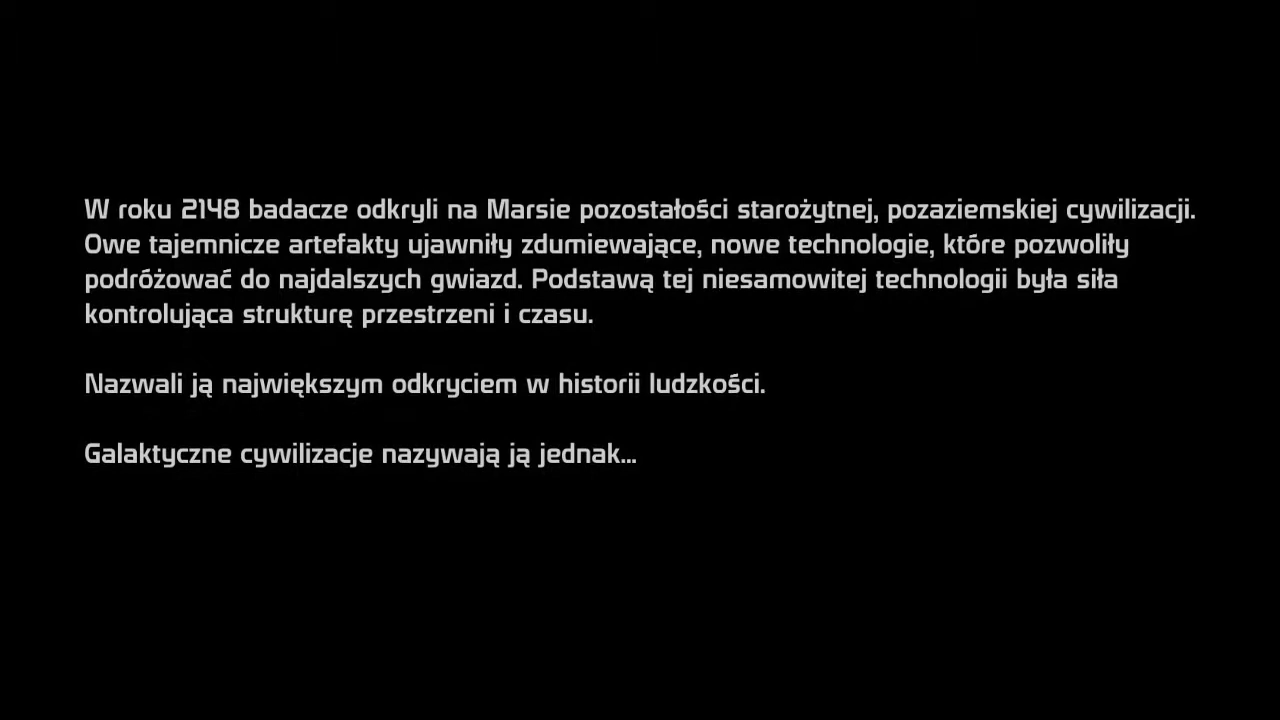 W roku 2148 badacze odkryli na Marsie pozostałości starożytnej, pozaziemskiej cywilizacji.
Owe tajemnicze artefakty ujawniły zdumiewające, nowe technologie, które pozwoliły
podróżować do najdalszych gwiazd. Podstawą tej niesamowitej technologii była siła
kontrolująca strukturę przestrzeni i czasu.
Nazwali ją największym odkryciem w historii ludzkości.
Galaktyczne cywilizacje nazywają ją jednak...